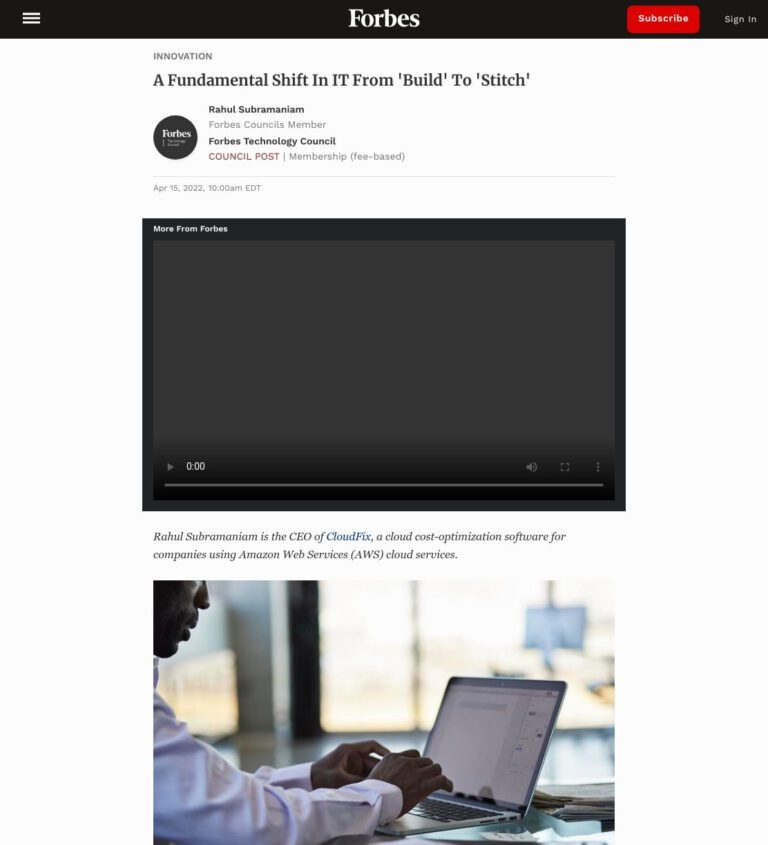 Forbes
Subscribe
Sign In
INNOVATION
A Fundamental Shift In IT From 'Build' To 'Stitch'
Rahul Subramaniam
Forbes Councils Member
Forbes Technology Council
COUNCIL POST | Membership (fee-based)
Forbes
Technology
Council
Apr 15, 2022, 10:00am EDT
More From Forbes
0:00
Rahul Subramaniam is the CEO of CloudFix, a cloud cost-optimization software for
companies using Amazon Web Services (AWS) cloud services.